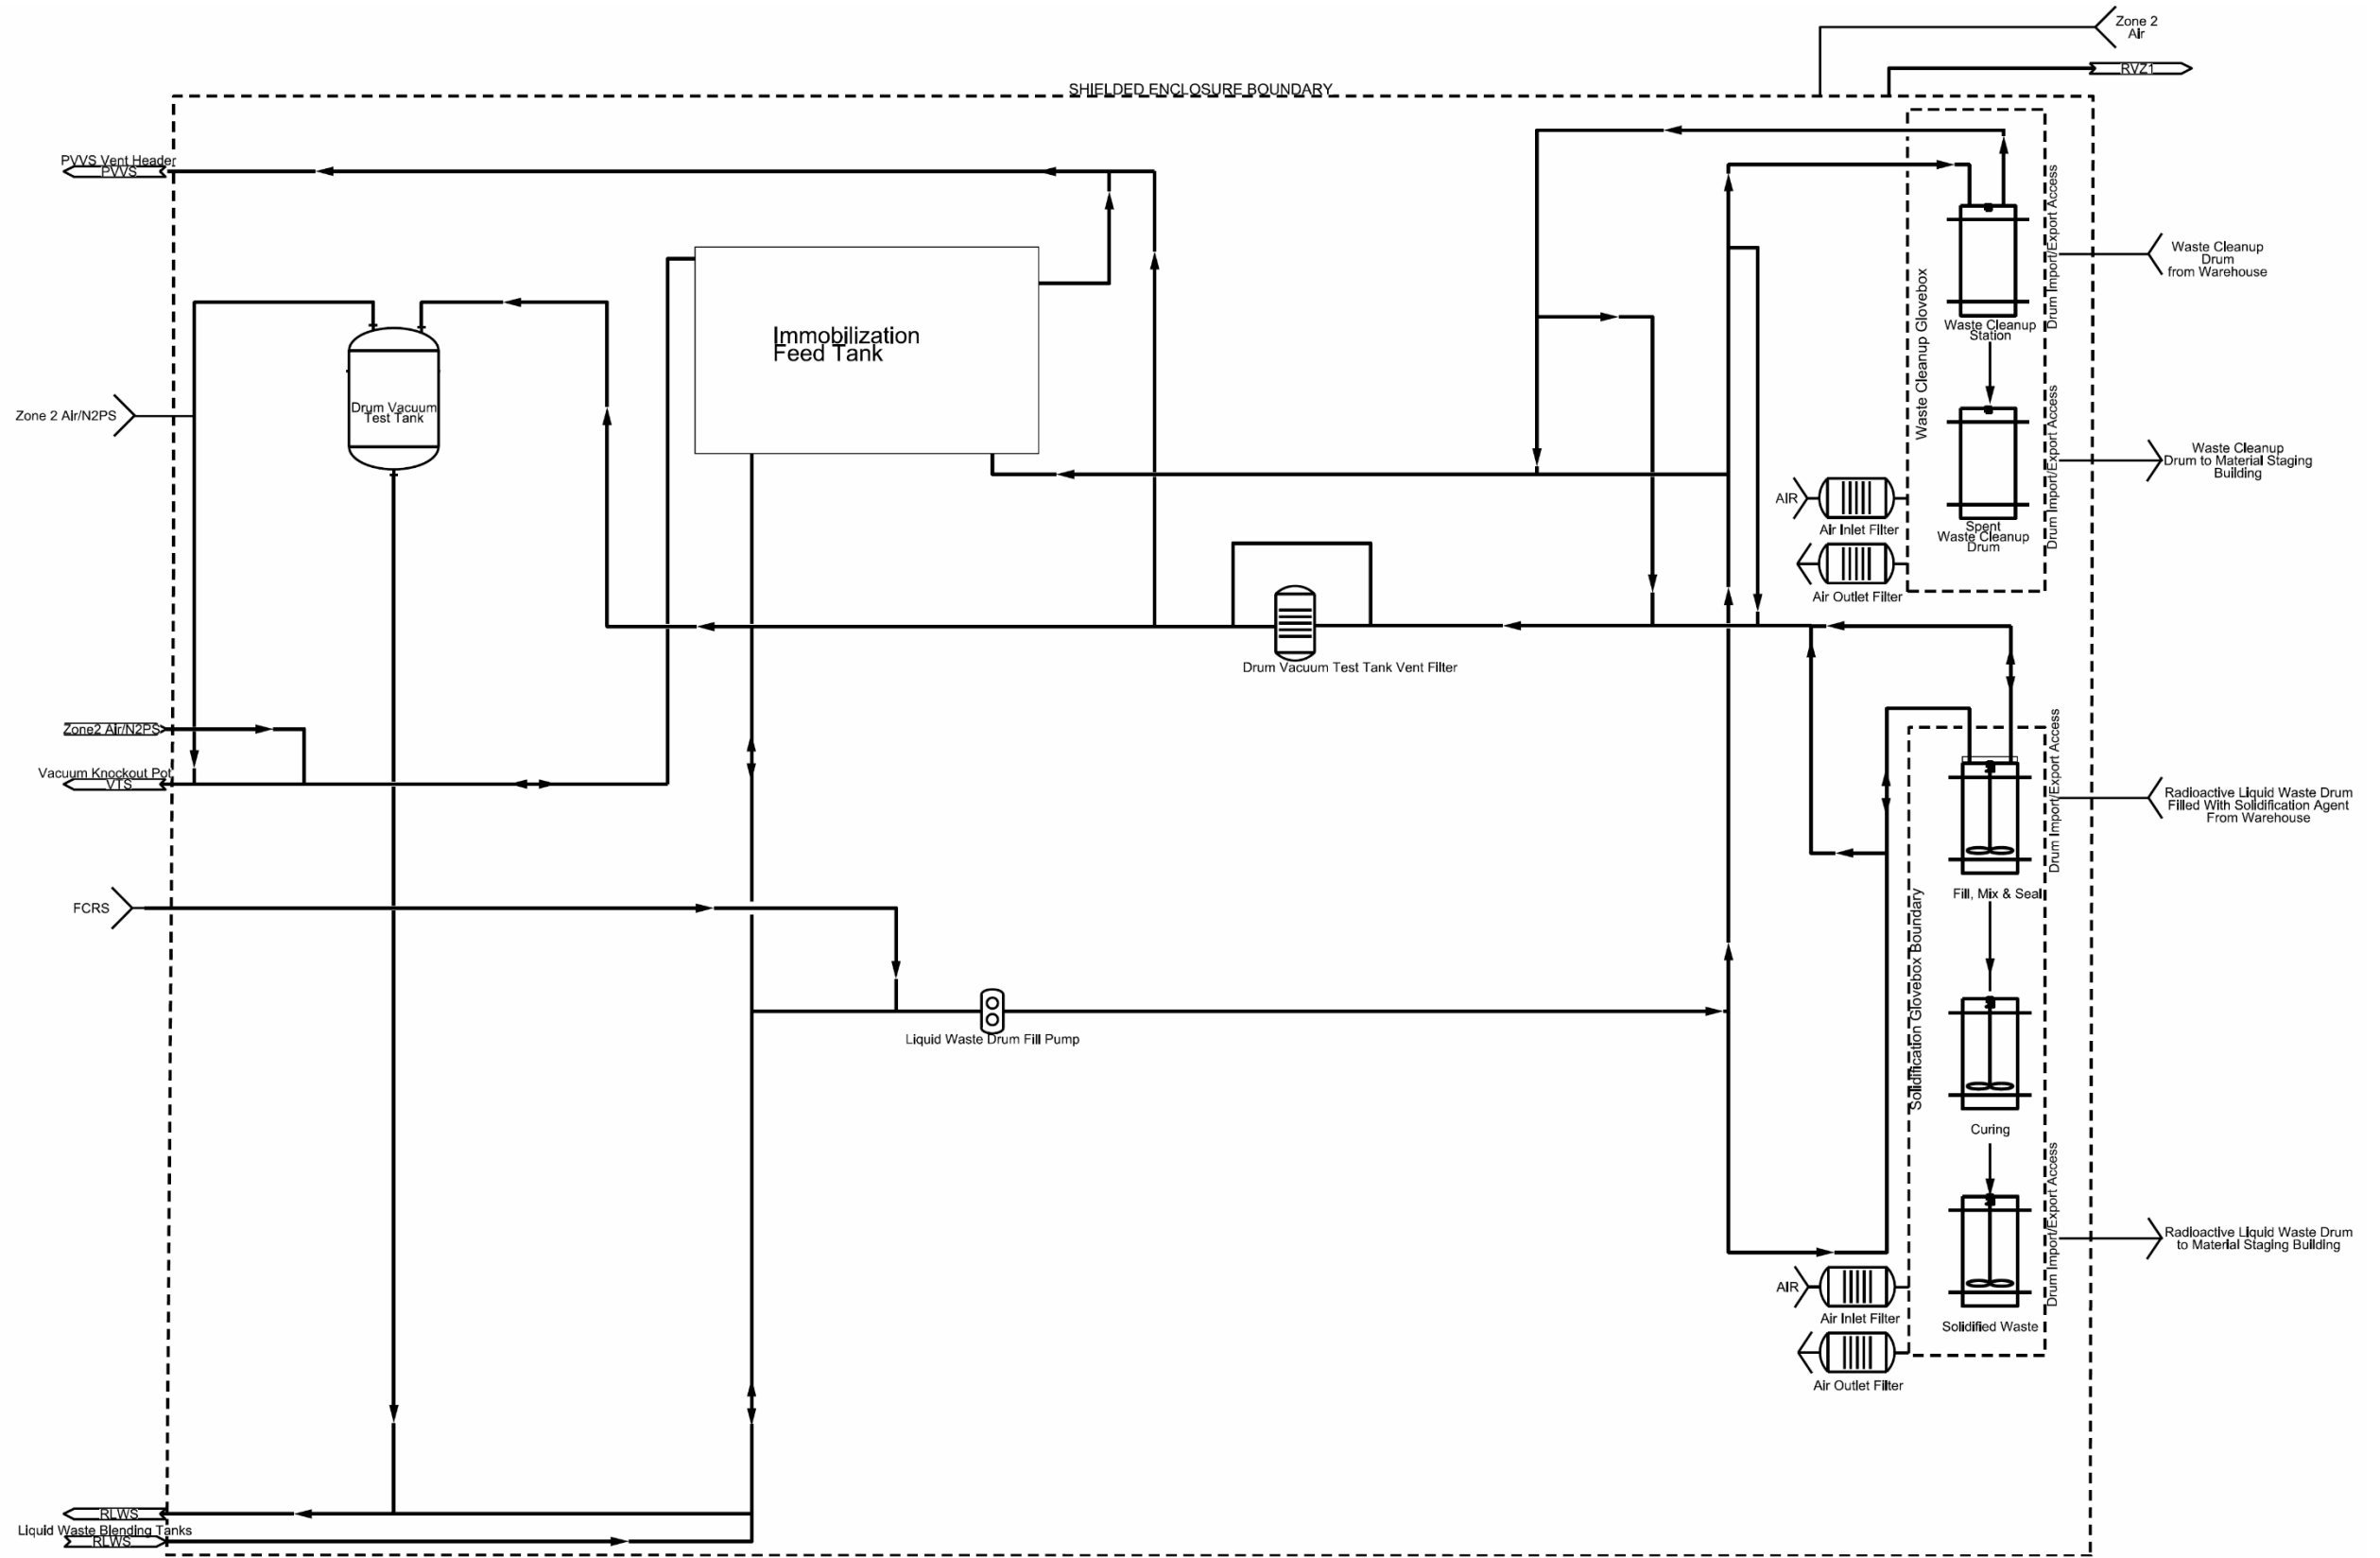 Zone 2
Air
RVZ1
SHIELDED ENCLOSURE BOUNDARY
PVVS Vent Header
PVVS
Drum Import/Export Access
Waste Cleanup
Drum
from Warehouse
Waste Cleanup Glovebox
Waste Cleanup
Station
Immobilization
Feed Tank
Drum Vacuum
Test Tank
Zone 2 Air/N2PS
Drum Import/Export Access
Waste Cleanup
Drum to Material Staging
Building
AIR
Air Inlet Filter
Spent
Waste Cleanup
Drum
Air Outlet Filter
Drum Vacuum Test Tank Vent Filter
Zone2 Air/N2PS
Vacuum Knockout Pot
VTS
Drum Import/Export Access
Radioactive Liquid Waste Drum
Filled With Solidification Agent
From Warehouse
Fill, Mix & Seal
FCRS
Solidification Glovebox Boundary
Liquid Waste Drum Fill Pump
Curing
Drum Import/Export Access
Radioactive Liquid Waste Drum
to Material Staging Building
AIR
Air Inlet Filter
Solidified Waste
Air Outlet Filter
RLWS
Liquid Waste Blending Tanks
RLWS